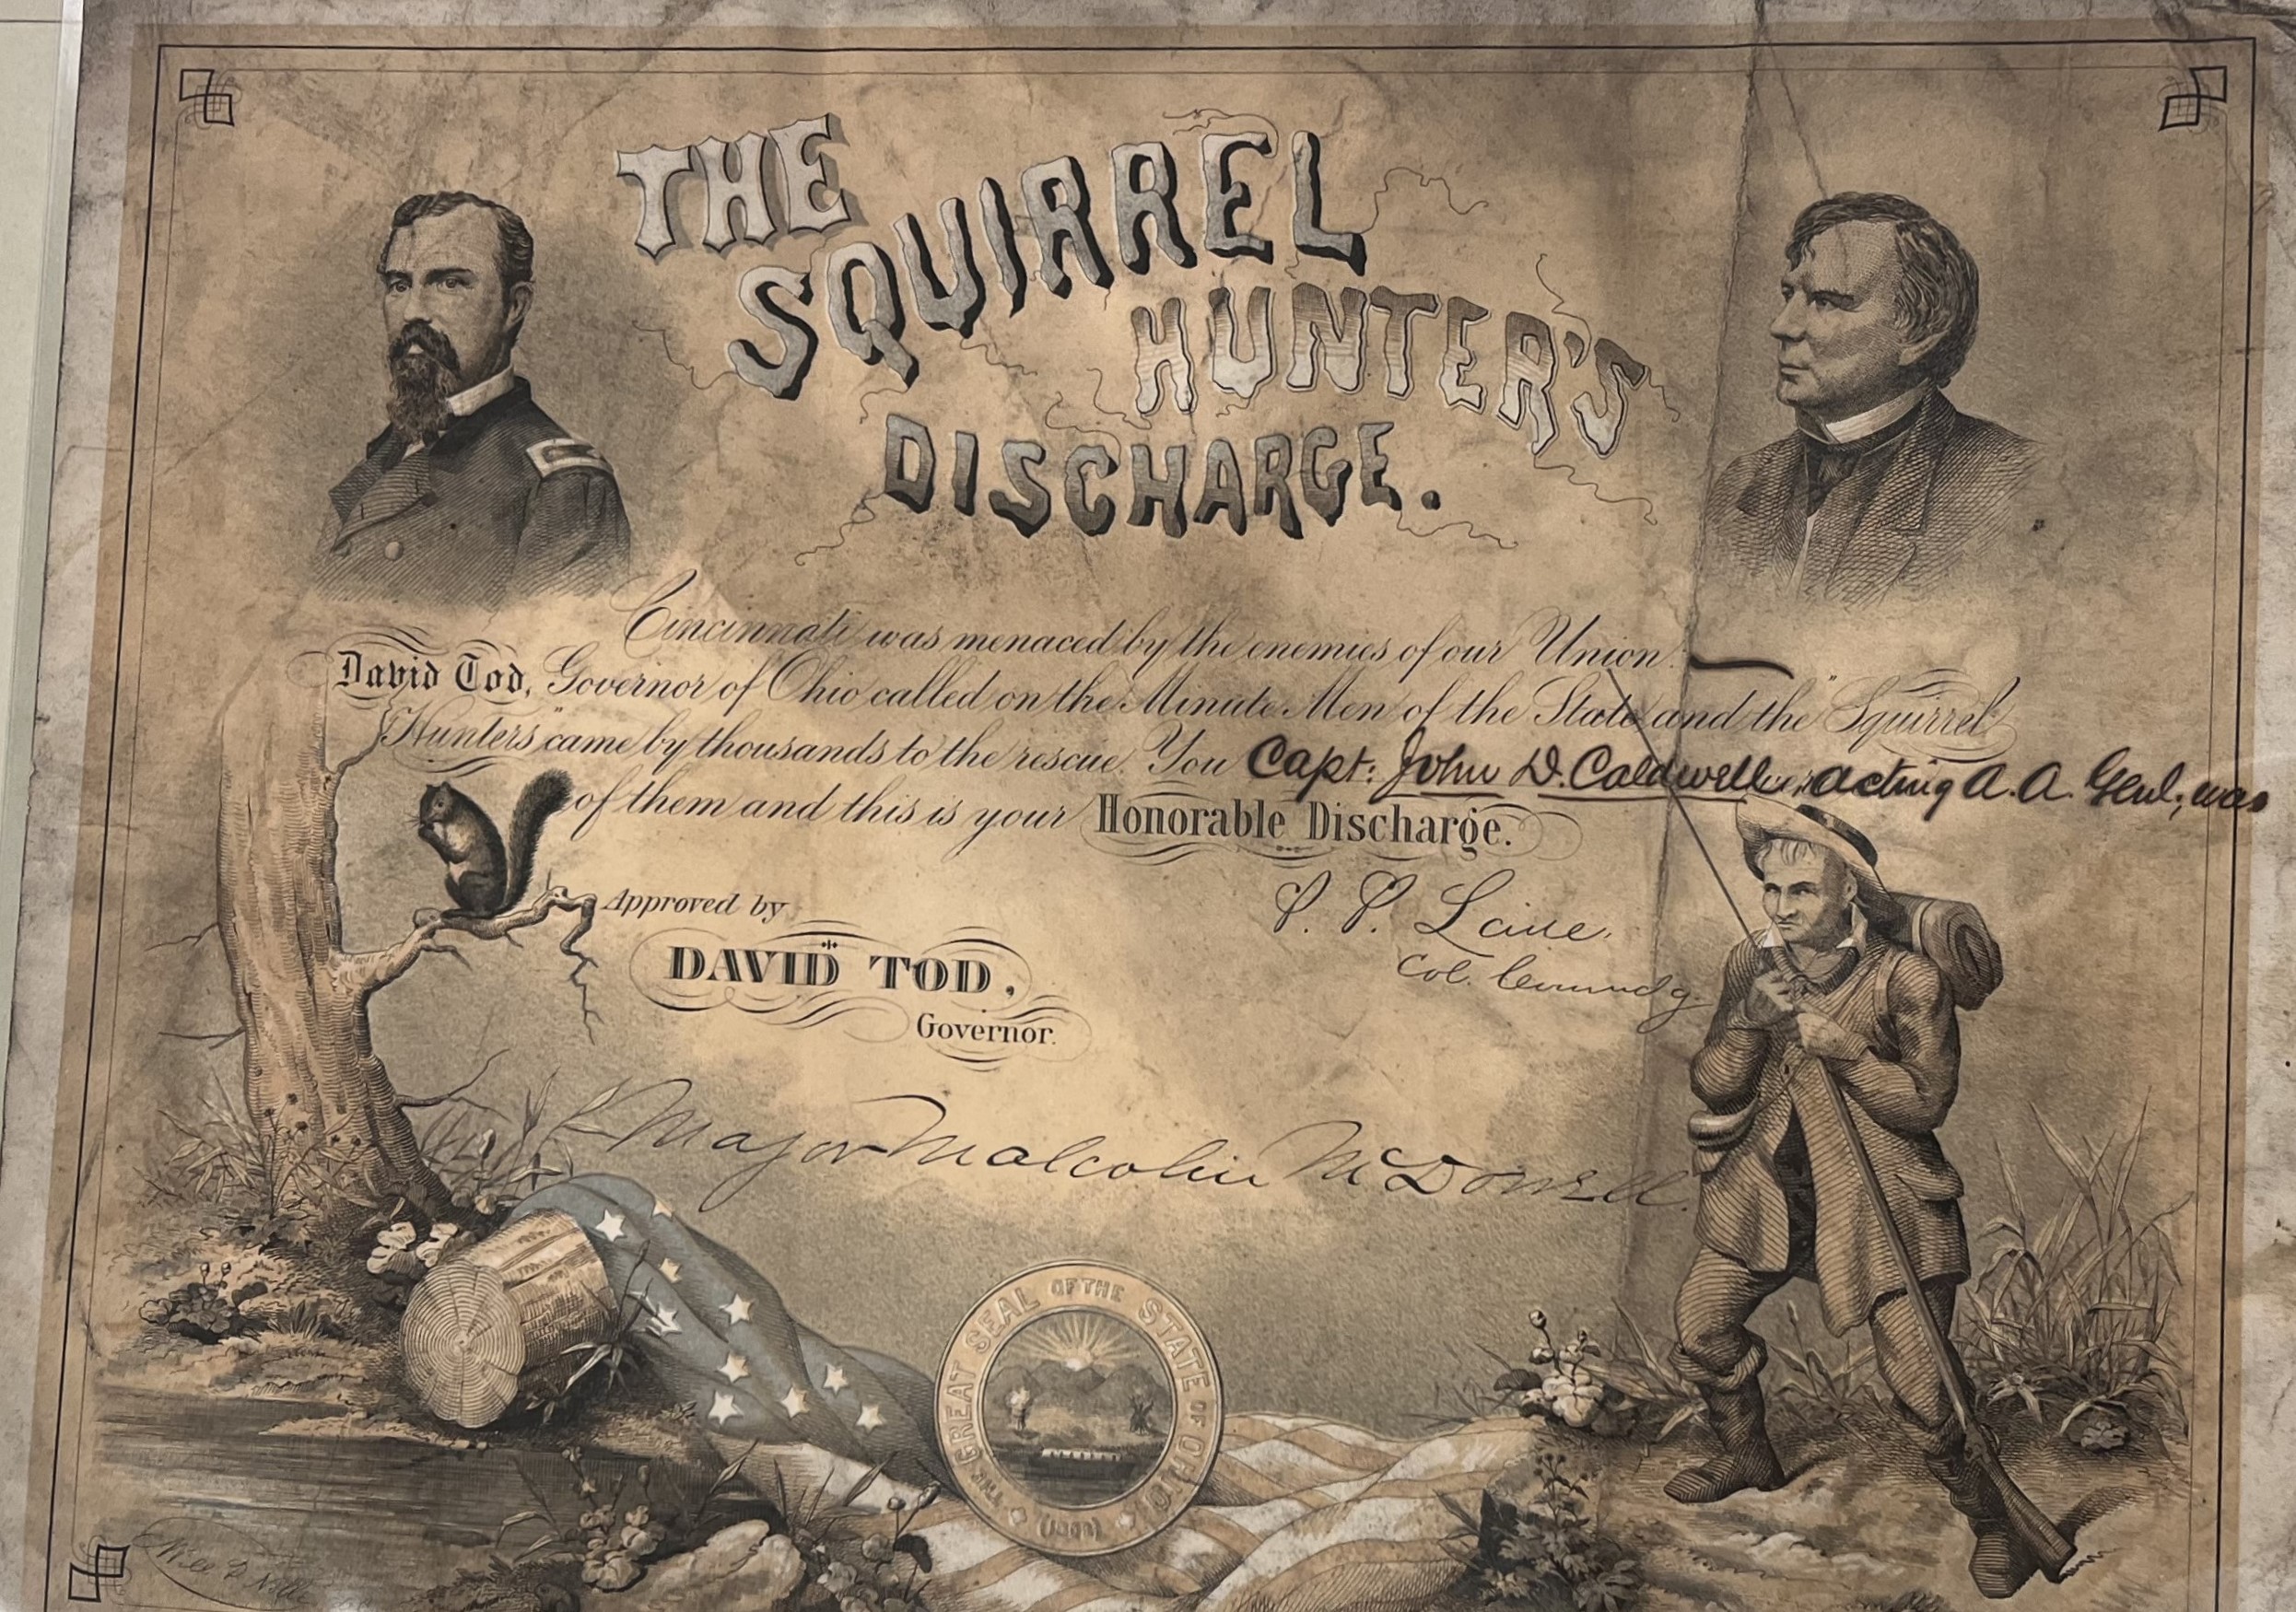 THE
SQUIRREL
HUNTER'S
DISCHARGE.
Cincinnati was menaced by the enemies of our Union.
David Tod, Governor of Ohio called on the Minute Men of the State and the "Squirrel
Hunters" came by thousands to the rescue. You Capt: John D. Caldwell, acting A. A. Genl; was
of them and this is your Honorable Discharge.
Approved by
DAVID TOD,
Governor.
Col. Commdg.
Major Malcolm McDowell.
THE GREAT SEAL OF THE STATE OF OHIO